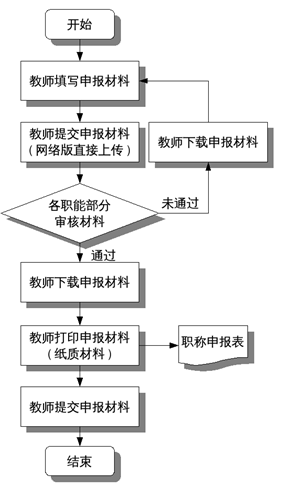 开始
教师填写申报材料
教师提交申报材料
（网络版直接上传）
教师下载申报材料
各职能部分
审核材料
未通过
通过
教师下载申报材料
教师打印申报材料
（纸质材料）
职称申报表
教师提交申报材料
结束